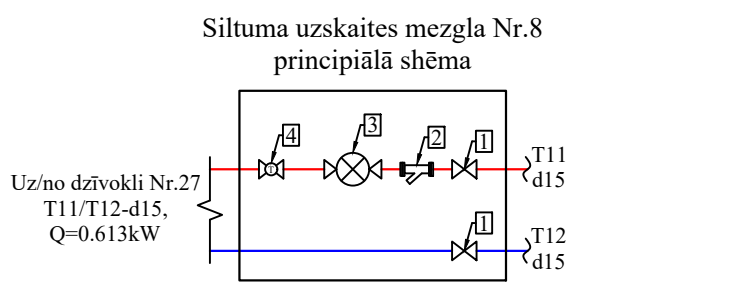 Siltuma uzskaites mezgla Nr.8
principiālā shēma
4
3
2
1
T11
d15
Uz/no dzīvokli Nr.27
T11/T12-d15,
Q=0.613kW
T
1
T12
d15